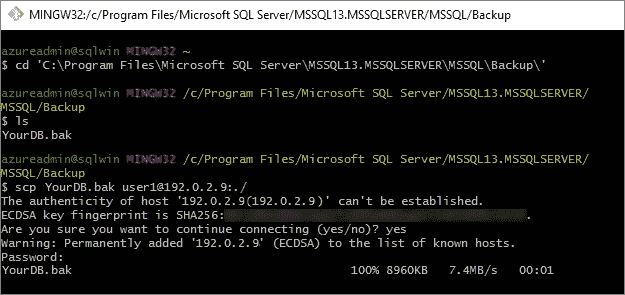 MINGW32:/c/Program Files/Microsoft SQL Server/MSSQL13.MSSQLSERVER/MSSQL/Backup
azureadmin@sqlwin MINGW32 ~
$ cd 'C:\Program Files\Microsoft SQL Server\MSSQL13.MSSQLSERVER\MSSQL\Backup\'
azureadmin@sqlwin MINGW32 /c/Program Files/Microsoft SQL Server/MSSQL13.MSSQLSERVER/
MSSQL/Backup
$ ls
YourDB.bak
azureadmin@sqlwin MINGW32 /c/Program Files/Microsoft SQL Server/MSSQL13.MSSQLSERVER/
MSSQL/Backup
$ scp YourDB.bak user1@192.0.2.9:./
The authenticity of host '192.0.2.9(192.0.2.9)' can't be established.
ECDSA key fingerprint is SHA256: .
Are you sure you want to continue connecting (yes/no)? yes
Warning: Permanently added '192.0.2.9' (ECDSA) to the list of known hosts.
Password:
YourDB.bak 100% 8960KB 7.4MB/s 00:01